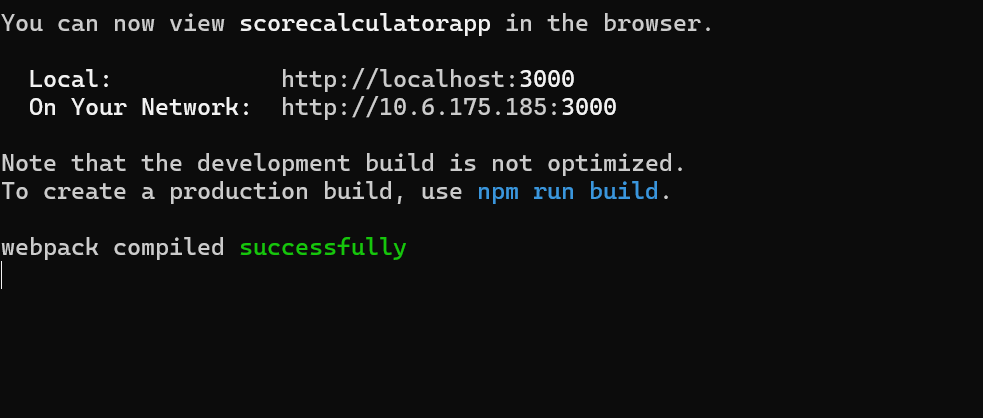 You can now view scorecalculatorapp in the browser.
Local: http://localhost:3000
On Your Network: http://10.6.175.185:3000
Note that the development build is not optimized.
To create a production build, use npm run build.
webpack compiled successfully